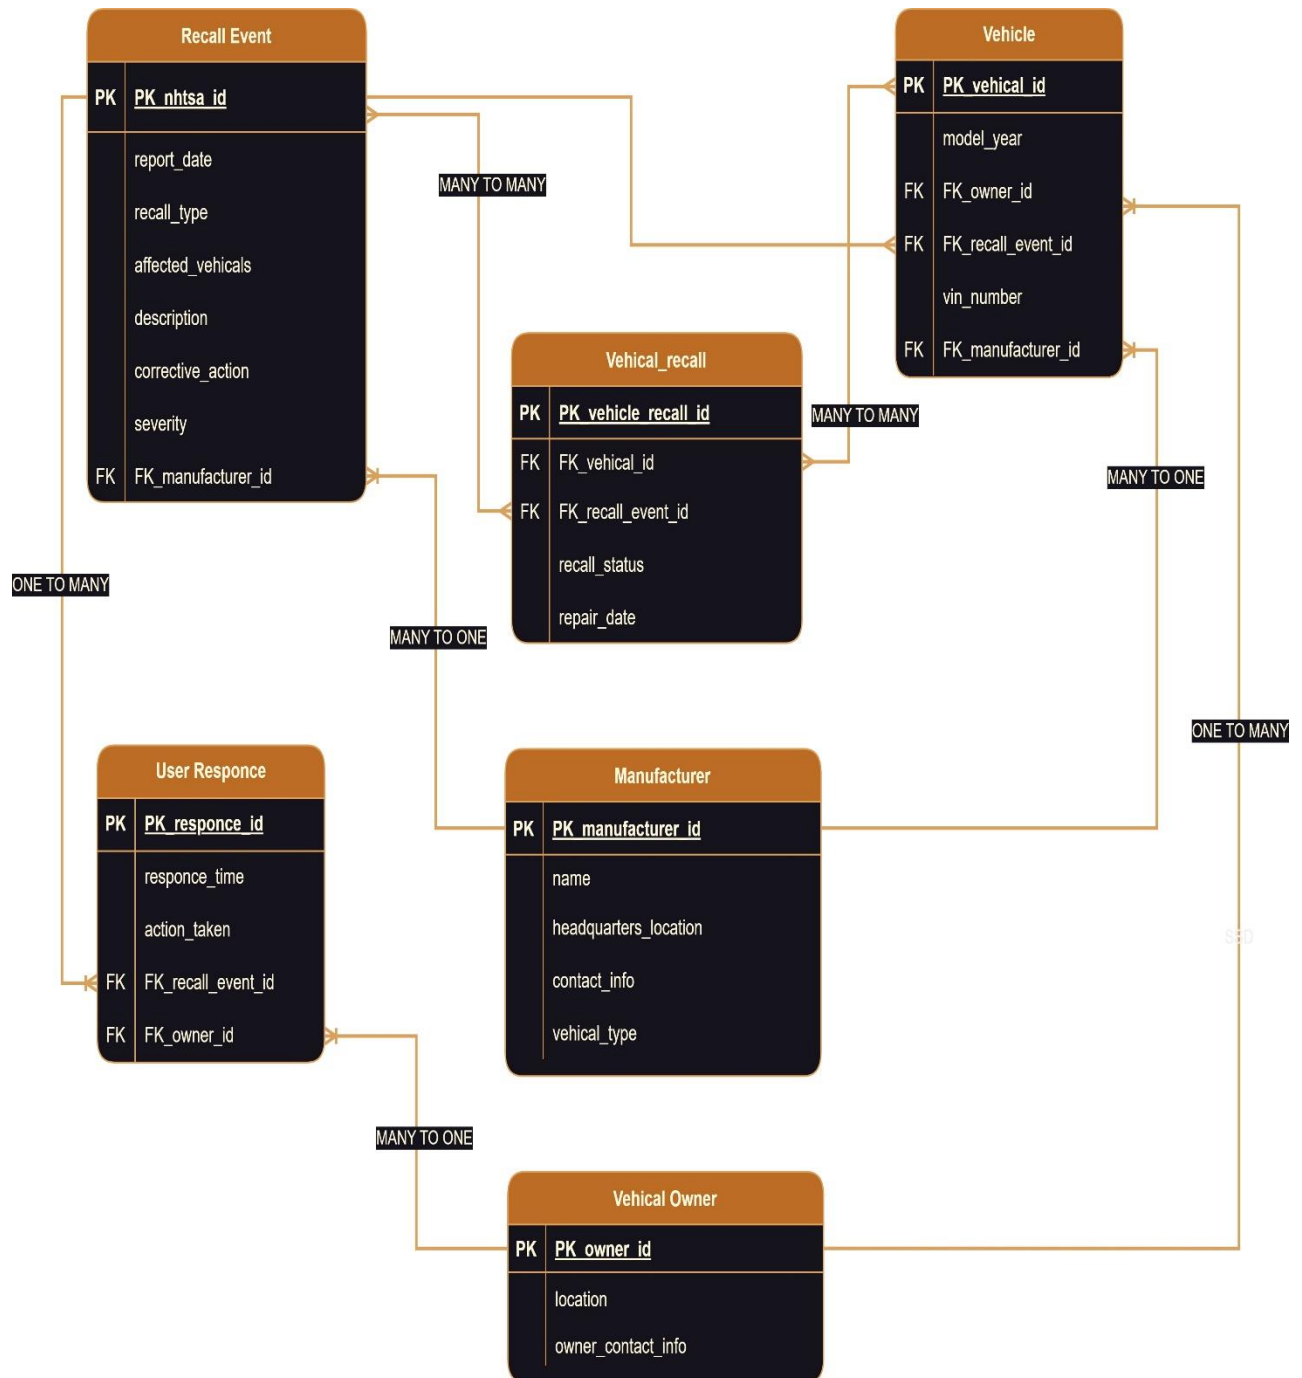 Recall Event
PK PK_nhtsa_id
report_date
recall_type
affected_vehicals
description
corrective_action
severity
FK FK_manufacturer_id
Vehicle
PK PK_vehical_id
model_year
FK FK_owner_id
FK FK_recall_event_id
vin_number
FK FK_manufacturer_id
MANY TO MANY
Vehical_recall
PK PK_vehicle_recall_id
FK FK_vehical_id
FK FK_recall_event_id
recall_status
repair_date
MANY TO MANY
MANY TO ONE
ONE TO MANY
MANY TO ONE
ONE TO MANY
User Responce
PK PK_responce_id
responce_time
action_taken
FK FK_recall_event_id
FK FK_owner_id
Manufacturer
PK PK_manufacturer_id
name
headquarters_location
contact_info
vehical_type
MANY TO ONE
Vehical Owner
PK PK_owner_id
location
owner_contact_info